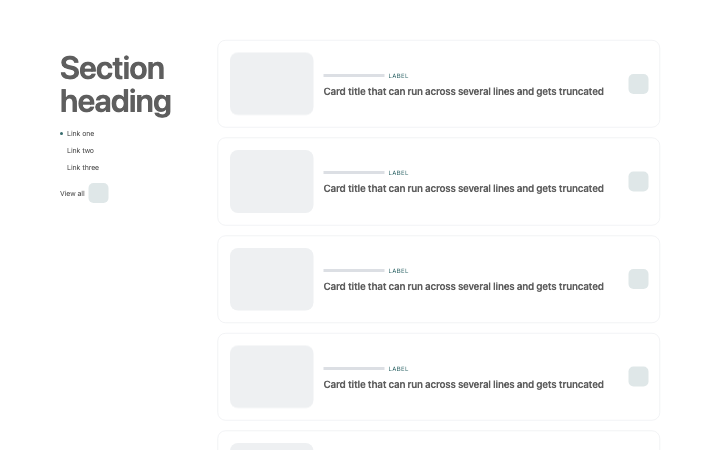 Section
heading
Link one
Link two
Link three
View all
LABEL
Card title that can run across several lines and gets truncated
LABEL
Card title that can run across several lines and gets truncated
LABEL
Card title that can run across several lines and gets truncated
LABEL
Card title that can run across several lines and gets truncated